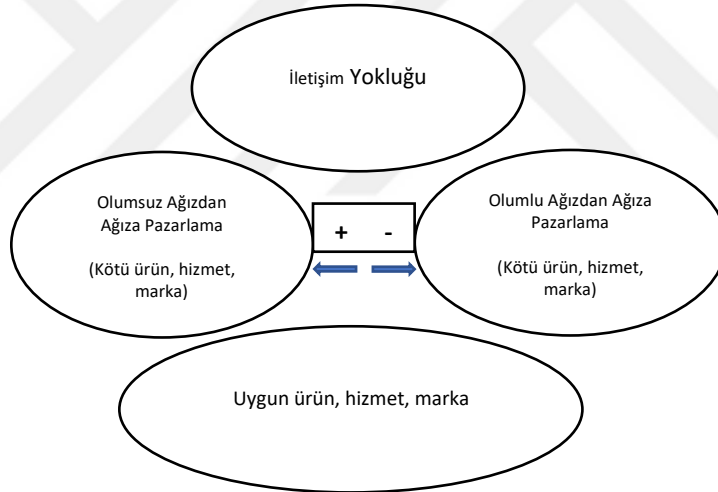 İletişim Yokluğu
Olumsuz Ağızdan
Ağıza Pazarlama
(Kötü ürün, hizmet,
marka)
+ -
Olumlu Ağızdan Ağıza
Pazarlama
(Kötü ürün, hizmet,
marka)
Uygun ürün, hizmet, marka